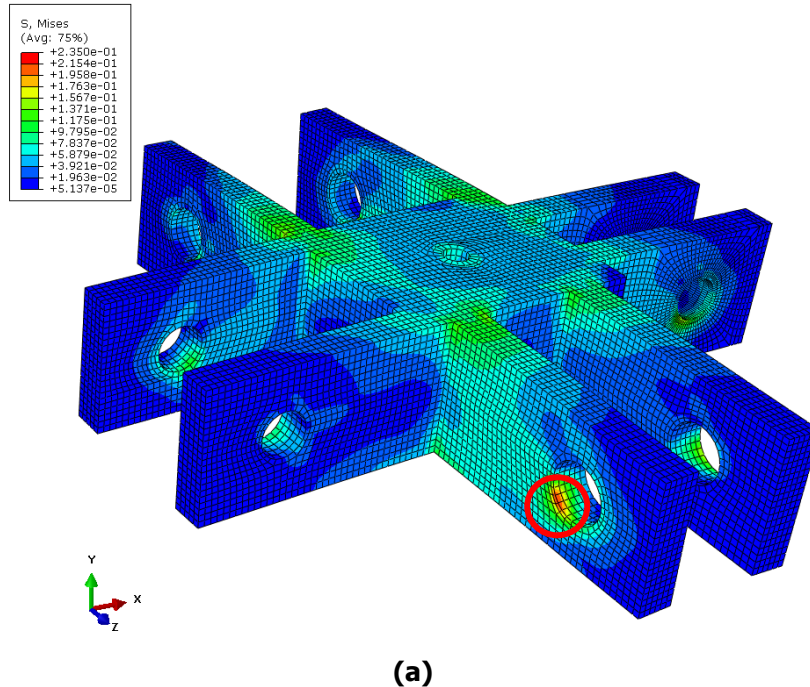 S, Mises
(Avg: 75%)
+2.350e-01
+2.154e-01
+1.958e-01
+1.763e-01
+1.567e-01
+1.371e-01
+1.175e-01
+9.795e-02
+7.837e-02
+5.879e-02
+3.921e-02
+1.963e-02
+5.137e-05
Y
X
Z
(a)